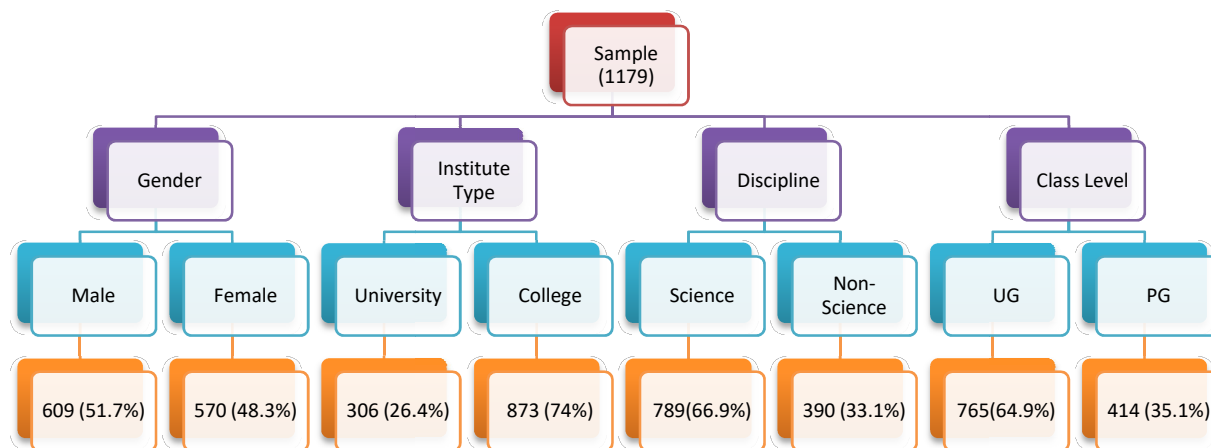 Sample
(1179)
Gender
Institute
Type
Discipline
Class Level
Male
Female
University
College
Science
Non-
Science
UG
PG
609 (51.7%)
570 (48.3%)
306 (26.4%)
873 (74%)
789(66.9%)
390 (33.1%)
765(64.9%)
414 (35.1%)